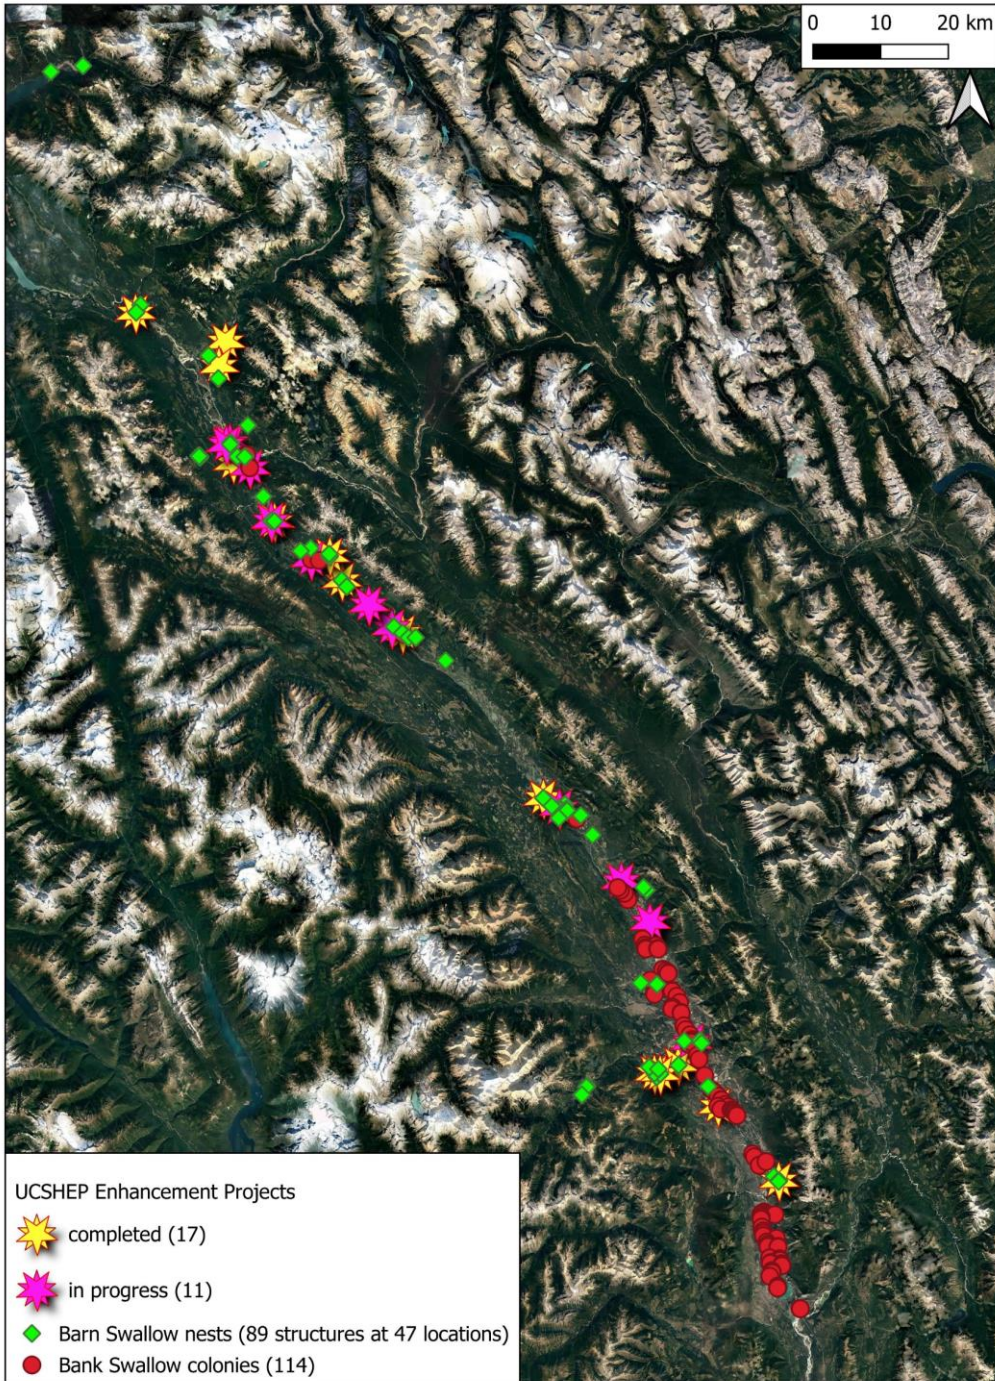 0 10 20 km
UCSHEP Enhancement Projects
completed (17)
in progress (11)
Barn Swallow nests (89 structures at 47 locations)
Bank Swallow colonies (114)